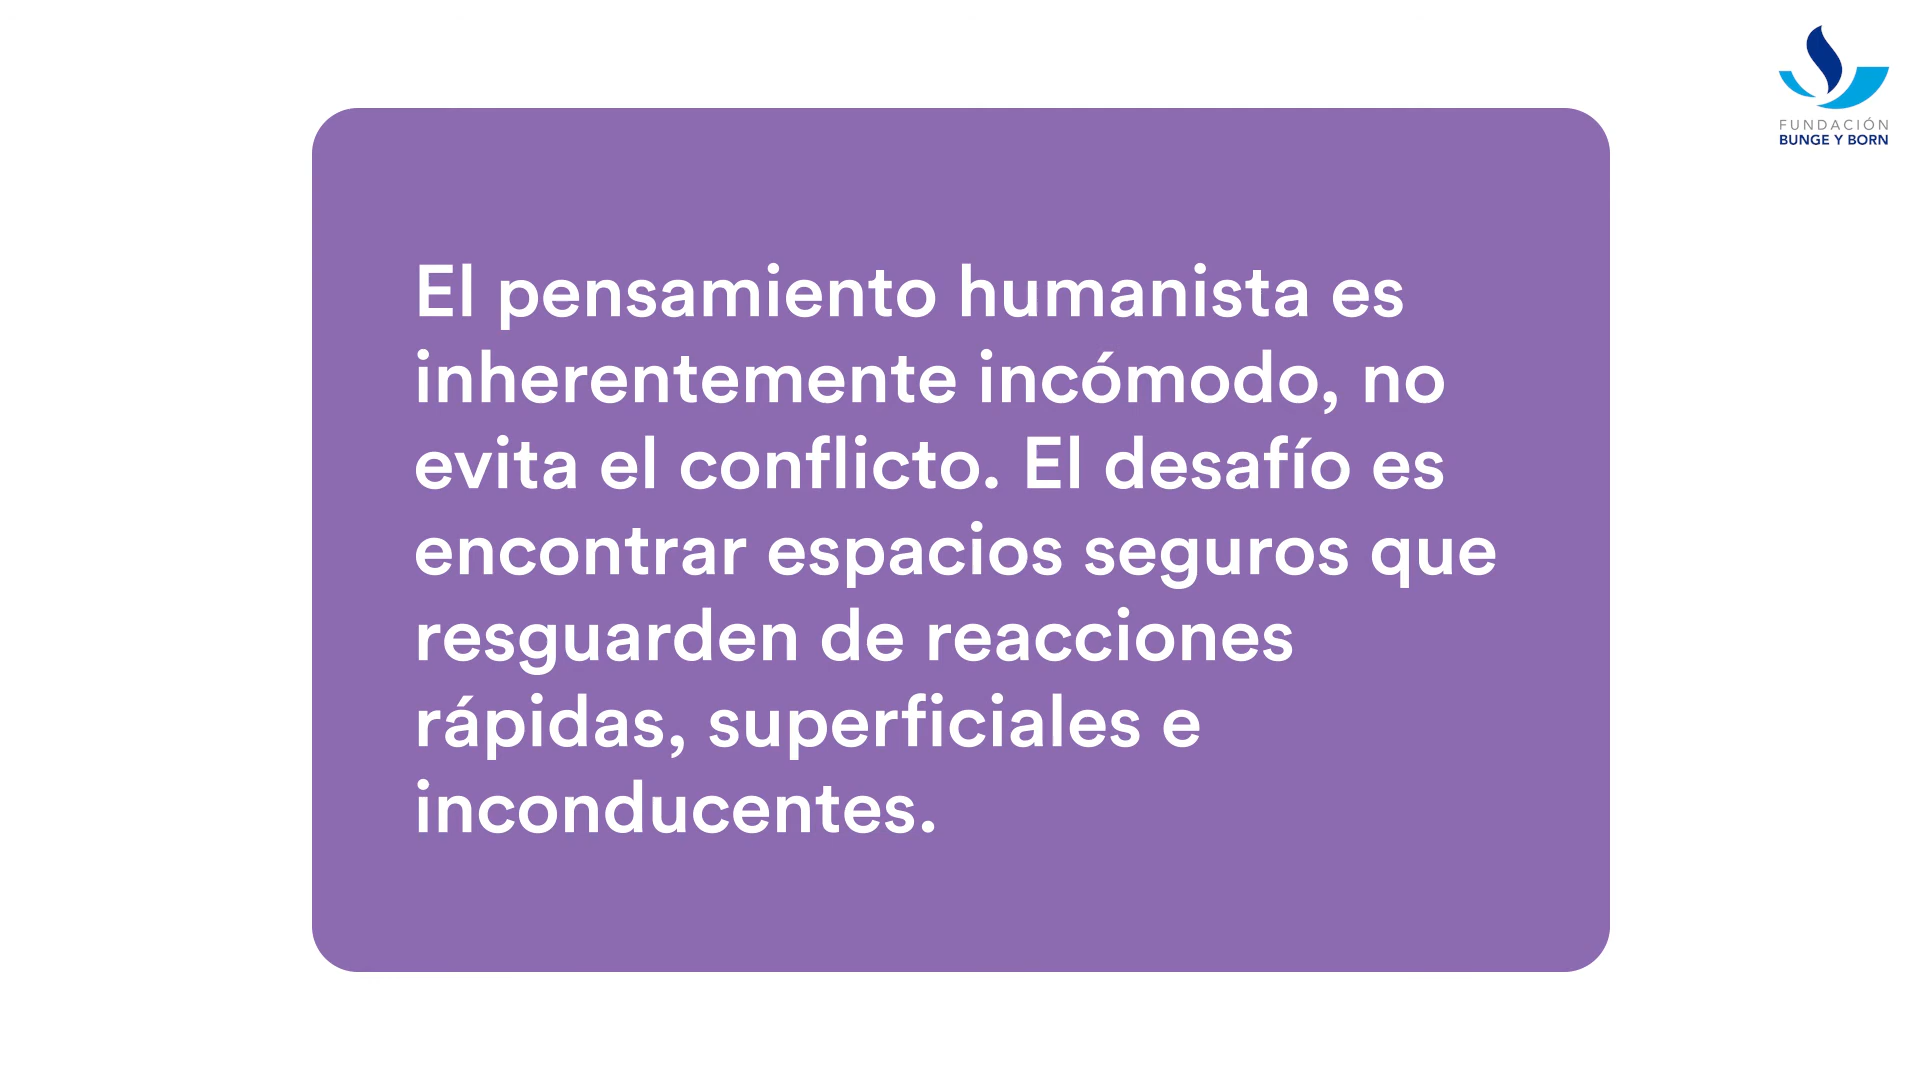 FUNDACIÓN
BUNGE Y BORN
El pensamiento humanista es
inherentemente incómodo, no
evita el conflicto. El desafío es
encontrar espacios seguros que
resguarden de reacciones
rápidas, superficiales e
inconducentes.